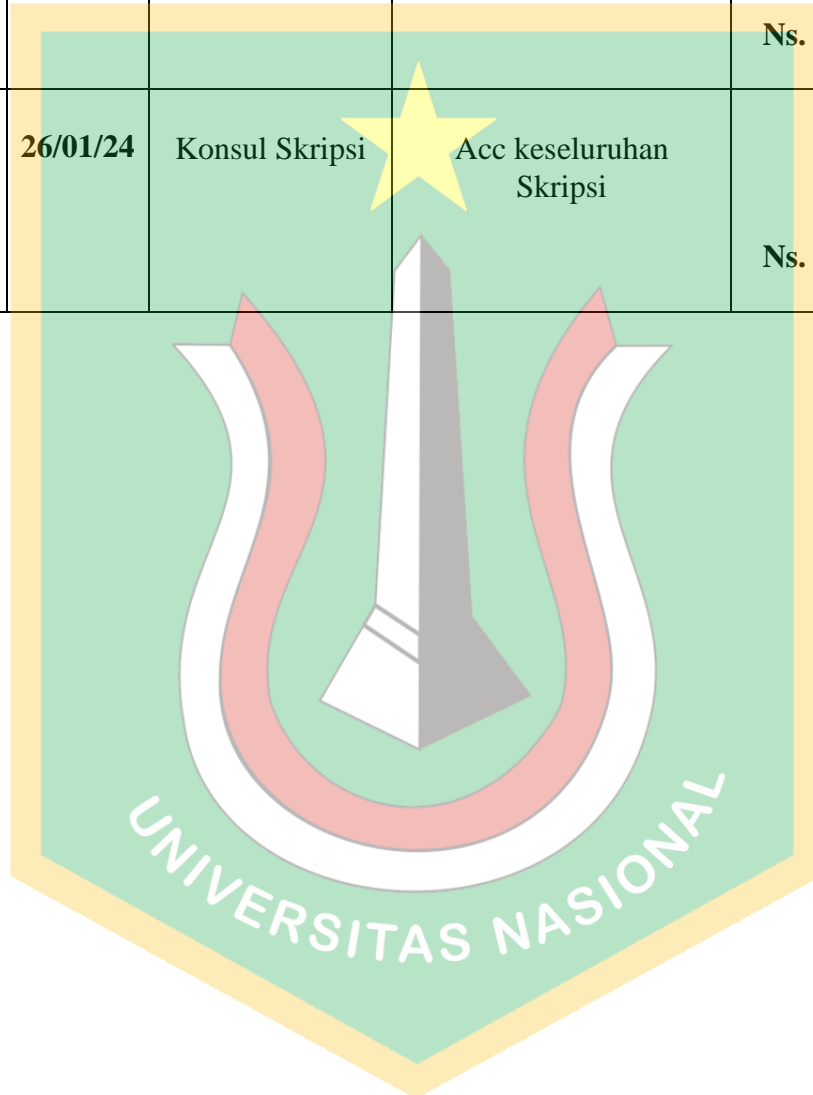 Ns.
26/01/24 Konsul Skripsi Acc keseluruhan
Skripsi
Ns.
UNIVERSITAS NASIONAL